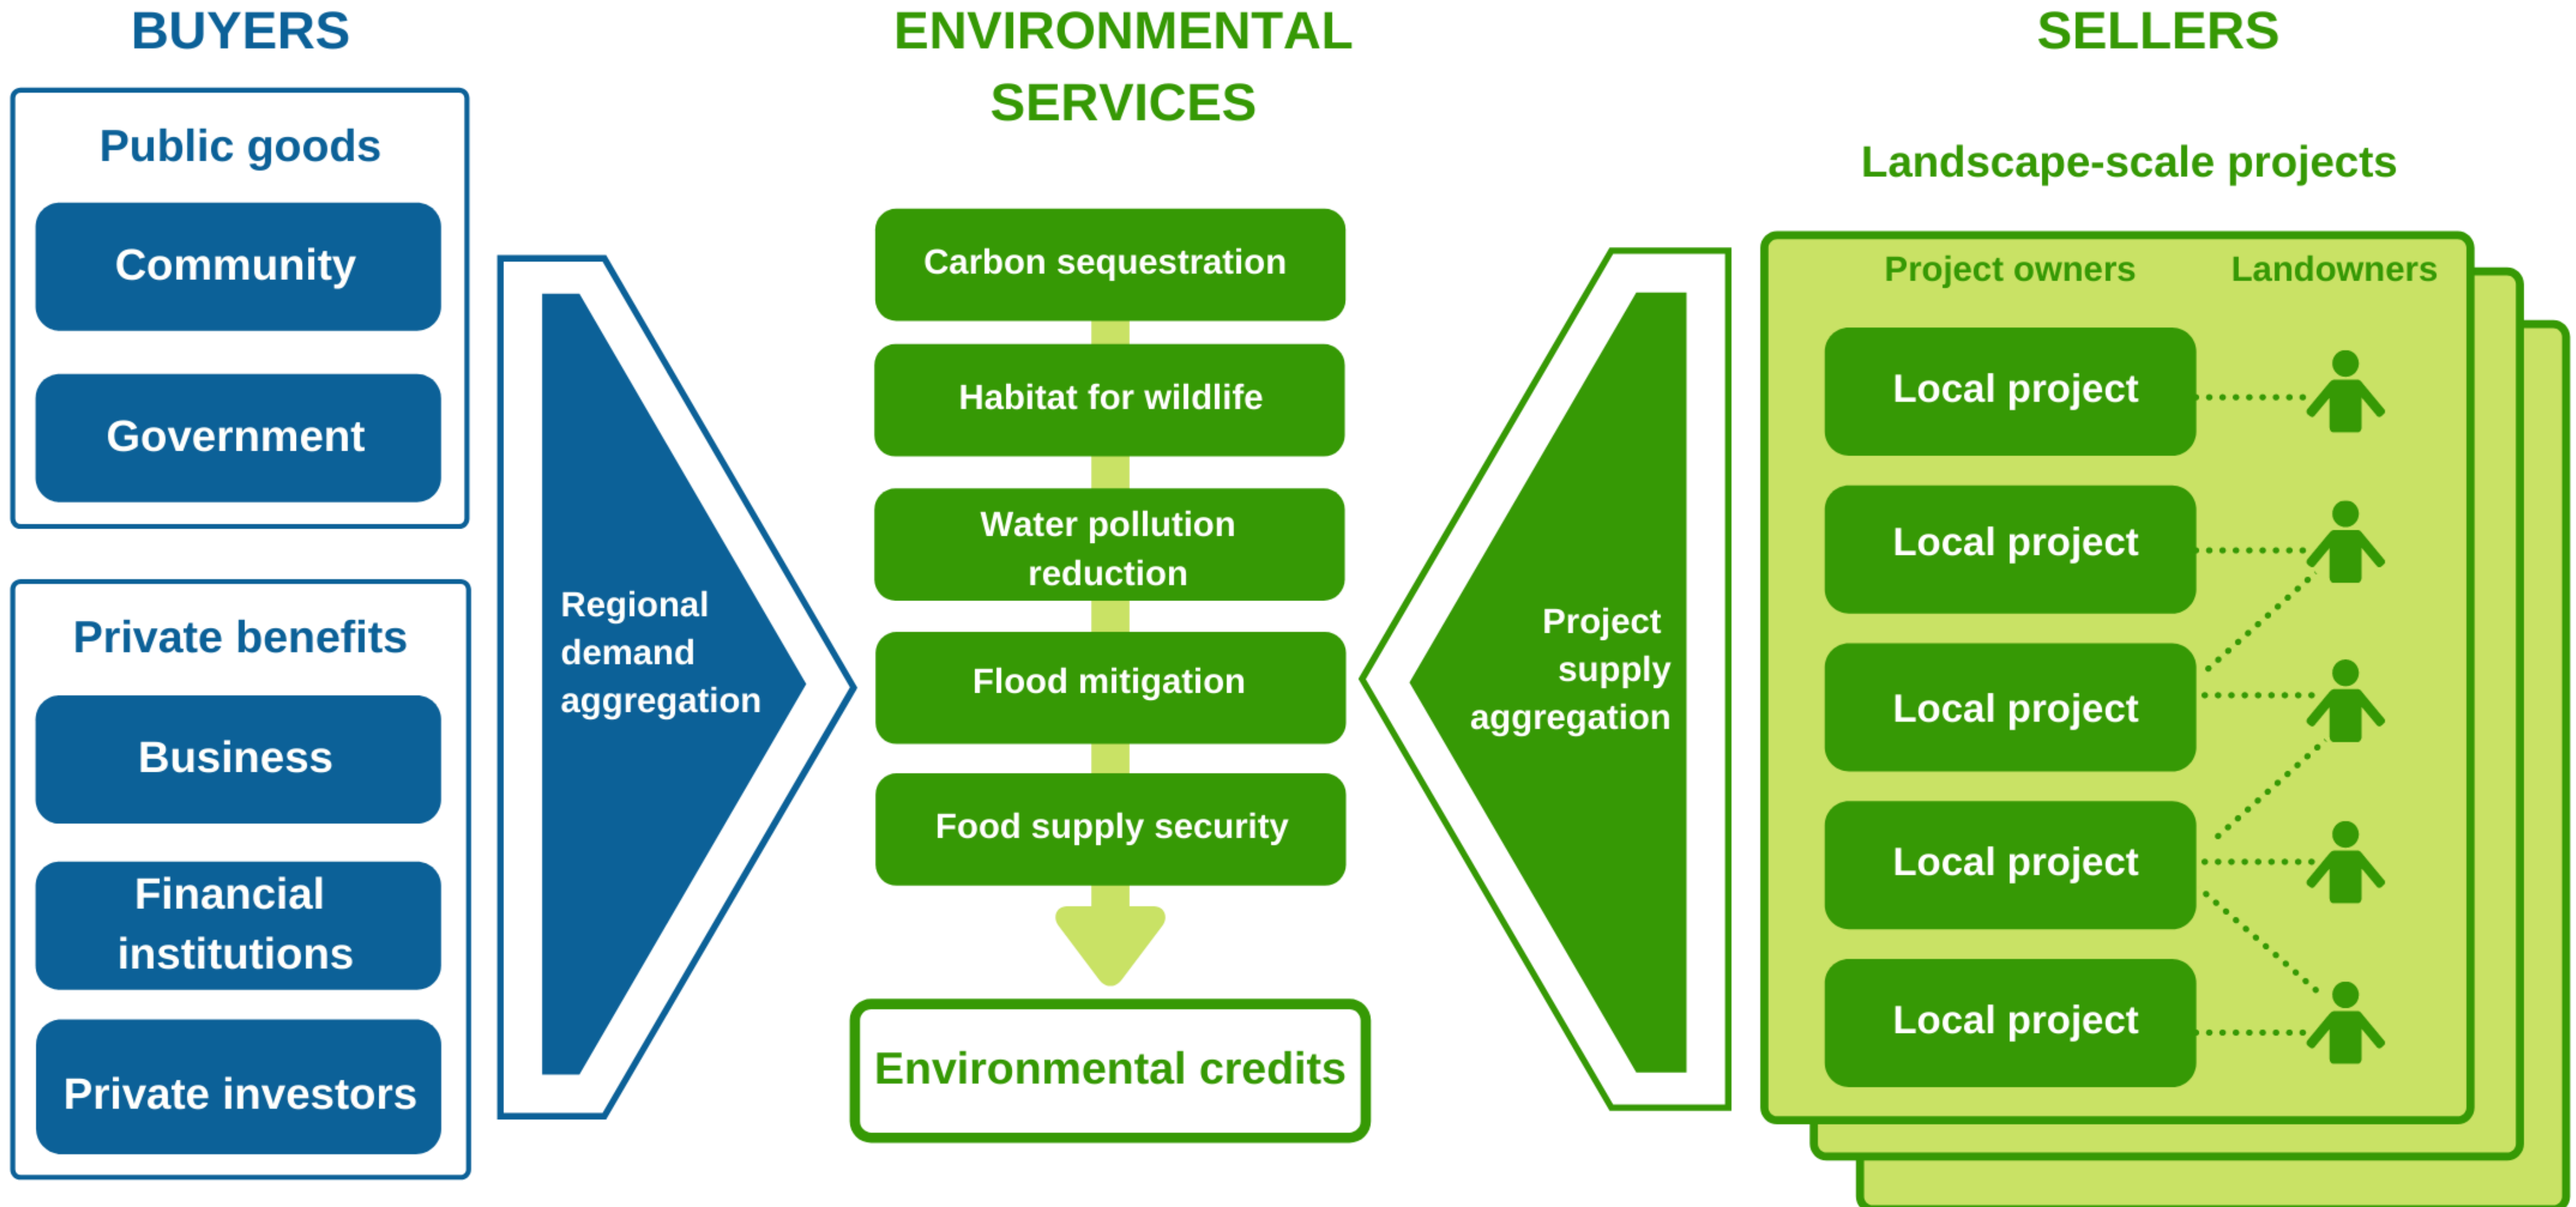 BUYERS
Public goods
Community
Government
Private benefits
Business
Financial
institutions
Private investors
Regional
demand
aggregation
ENVIRONMENTAL
SERVICES
Carbon sequestration
Habitat for wildlife
Water pollution
reduction
Flood mitigation
Food supply security
Environmental credits
Project
supply
aggregation
SELLERS
Landscape-scale projects
Project owners
Landowners
Local project
Local project
Local project
Local project
Local project